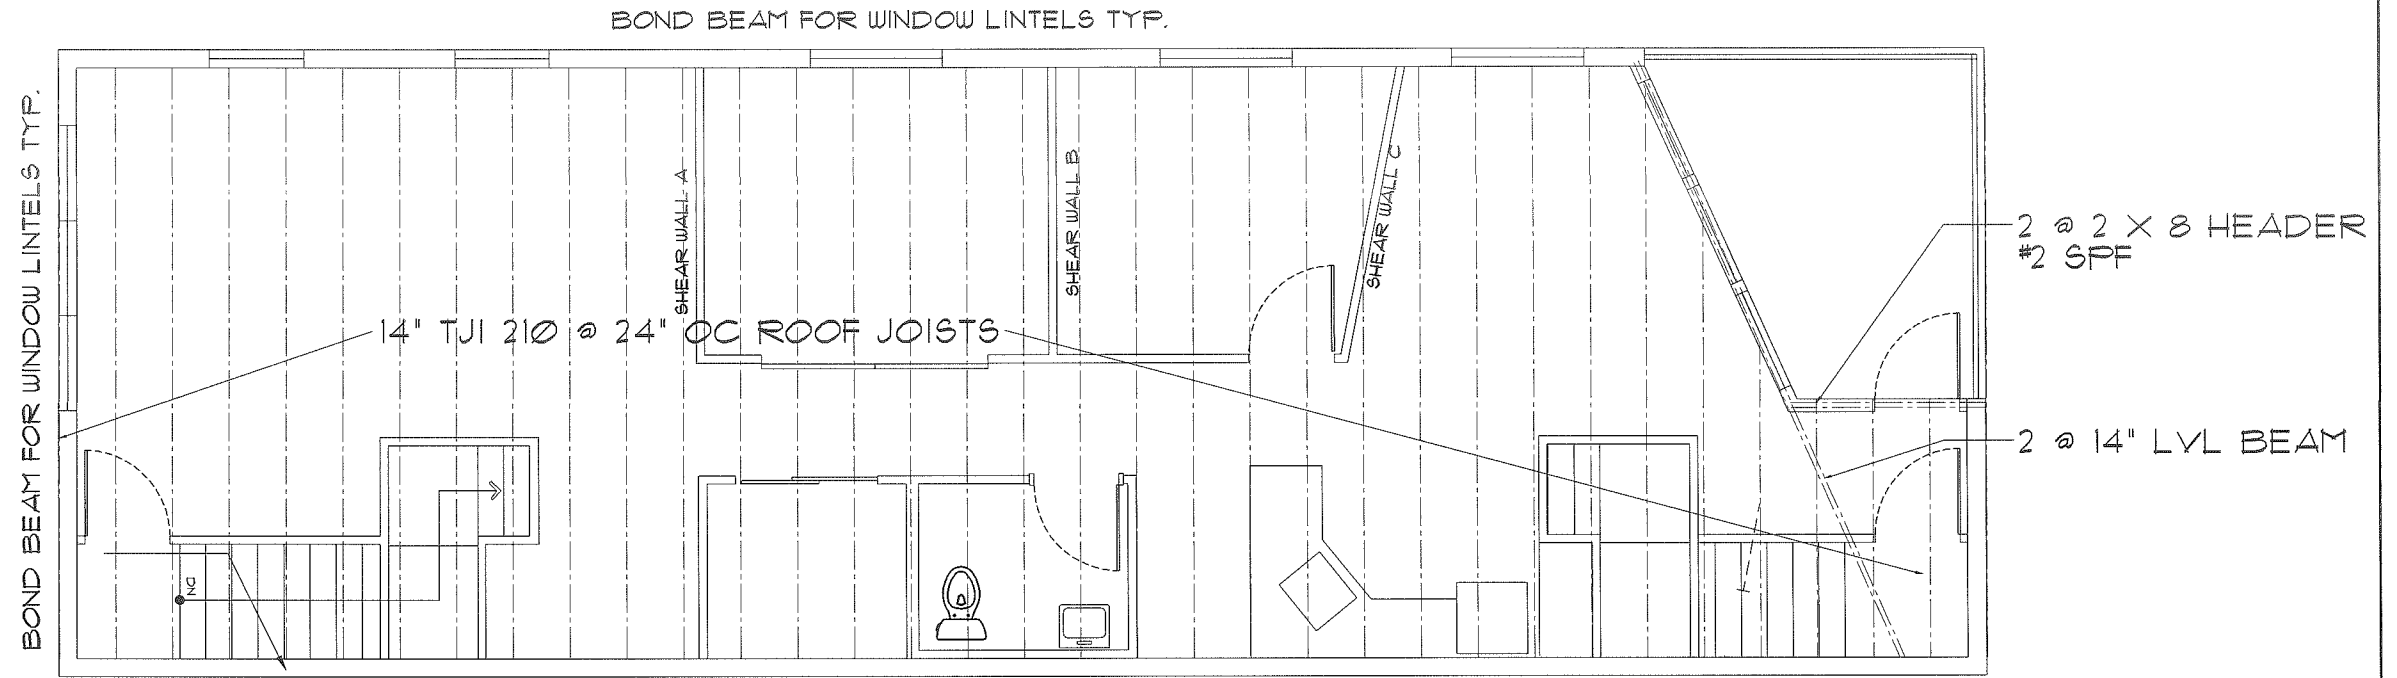 BOND BEAM FOR WINDOW LINTELS TYP.
BOND BEAM FOR WINDOW LINTELS TYP.
SHEAR WALL A
SHEAR WALL B
SHEAR WALL C
2 @ 2 X 8 HEADER
#2 SPF
14" TJI 210 @ 24" OC ROOF JOISTS
2 @ 14" LVL BEAM
DN